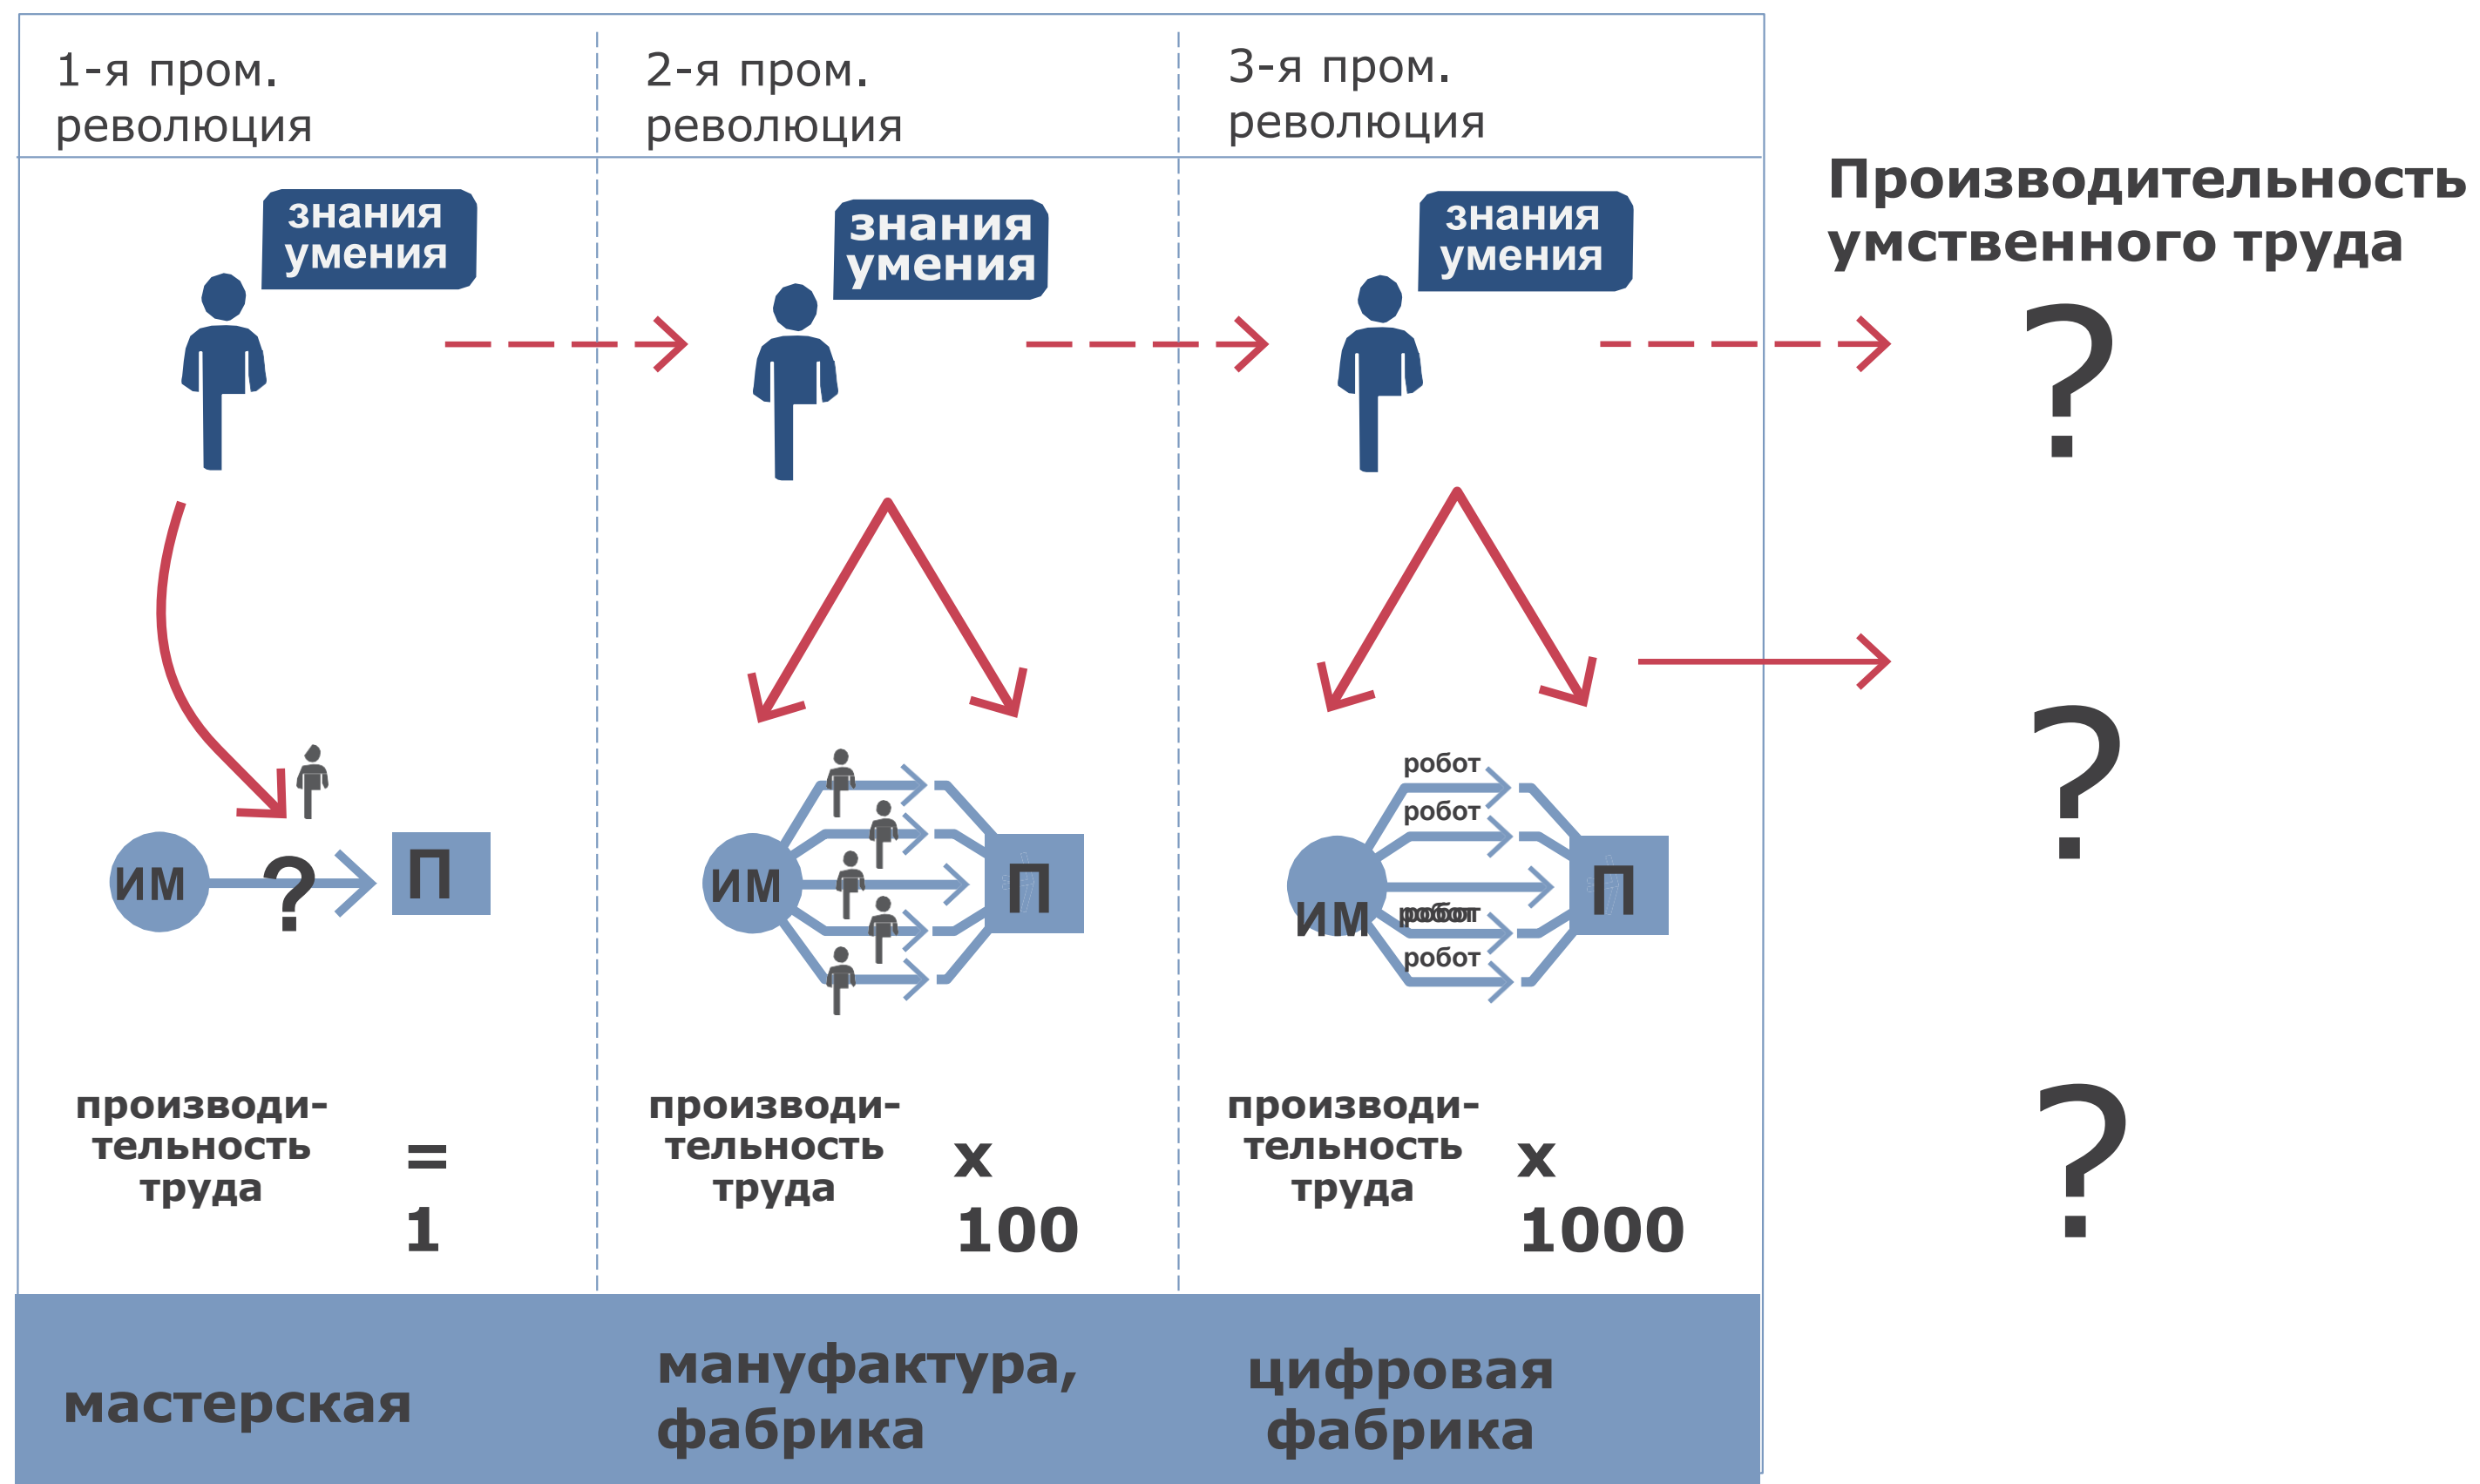 1-я пром.
революция
2-я пром.
революция
3-я пром.
революция
Производительность
умственного труда
знания
умения
знания
умения
знания
умения
?
?
робот
робот
ИМ
?
П
ИМ
П
ИМ
П
робот
робот
?
производи-
тельность
труда
=
1
производи-
тельность
труда
х
100
производи-
тельность
труда
х
1000
мастерская
мануфактура,
фабрика
цифровая
фабрика